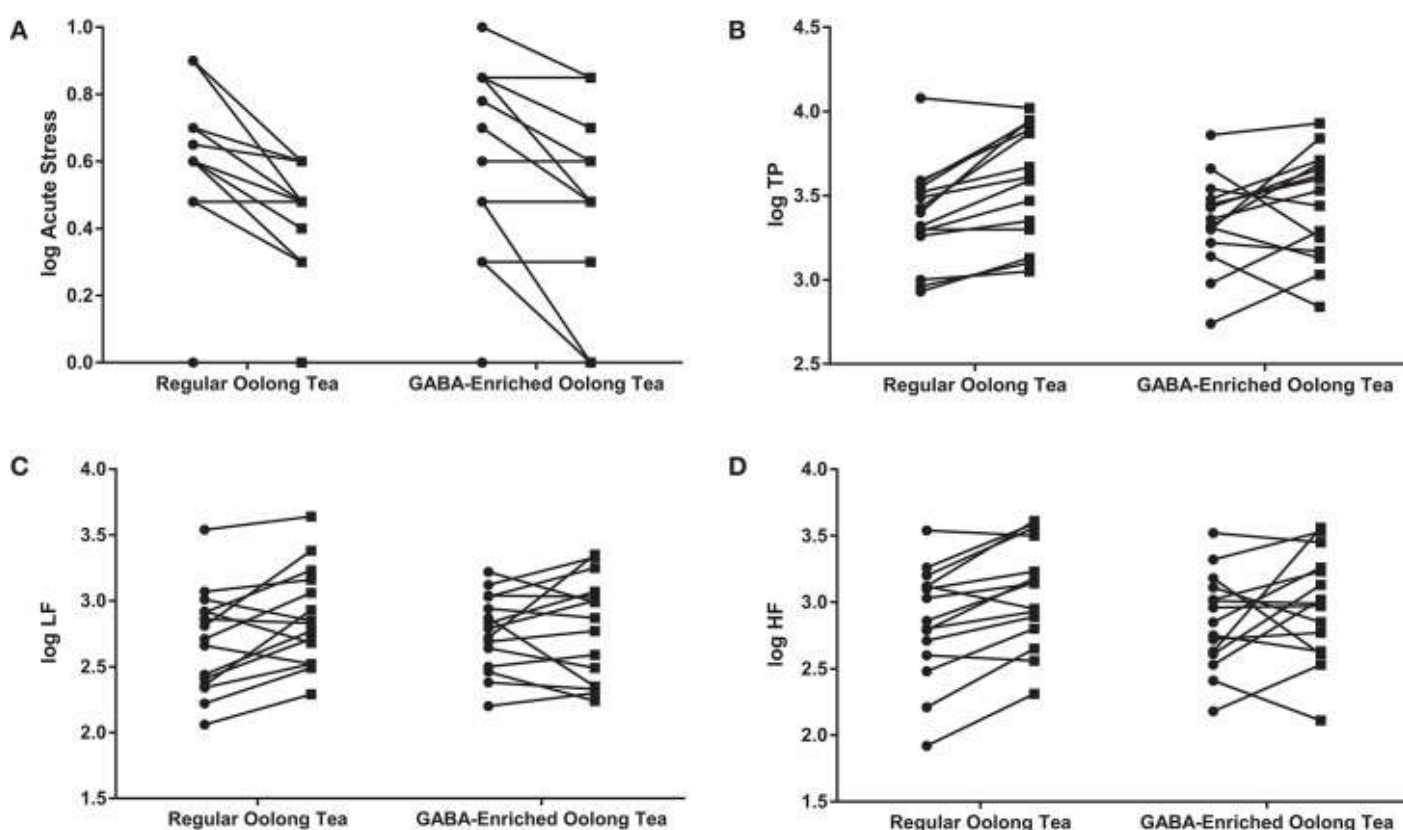 A
log Acute Stress
1.0
0.8
0.6
0.4
0.2
0.0
Regular Oolong Tea
GABA-Enriched Oolong Tea
B
log TP
4.5
4.0
3.5
3.0
2.5
Regular Oolong Tea
GABA-Enriched Oolong Tea
C
log LF
4.0
3.5
3.0
2.5
2.0
1.5
Regular Oolong Tea
GABA-Enriched Oolong Tea
D
log HF
4.0
3.5
3.0
2.5
2.0
1.5
Regular Oolong Tea
GABA-Enriched Oolong Tea